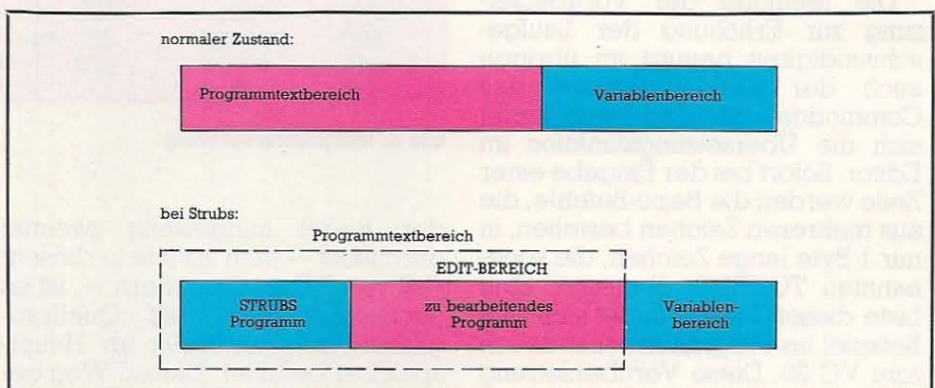 normaler Zustand:
Programmtextbereich
Variablenbereich
bei Strubs:
Programmtextbereich
EDIT-BEREICH
STRUBS
Programm
zu bearbeitendes
Programm
Variablen-
bereich